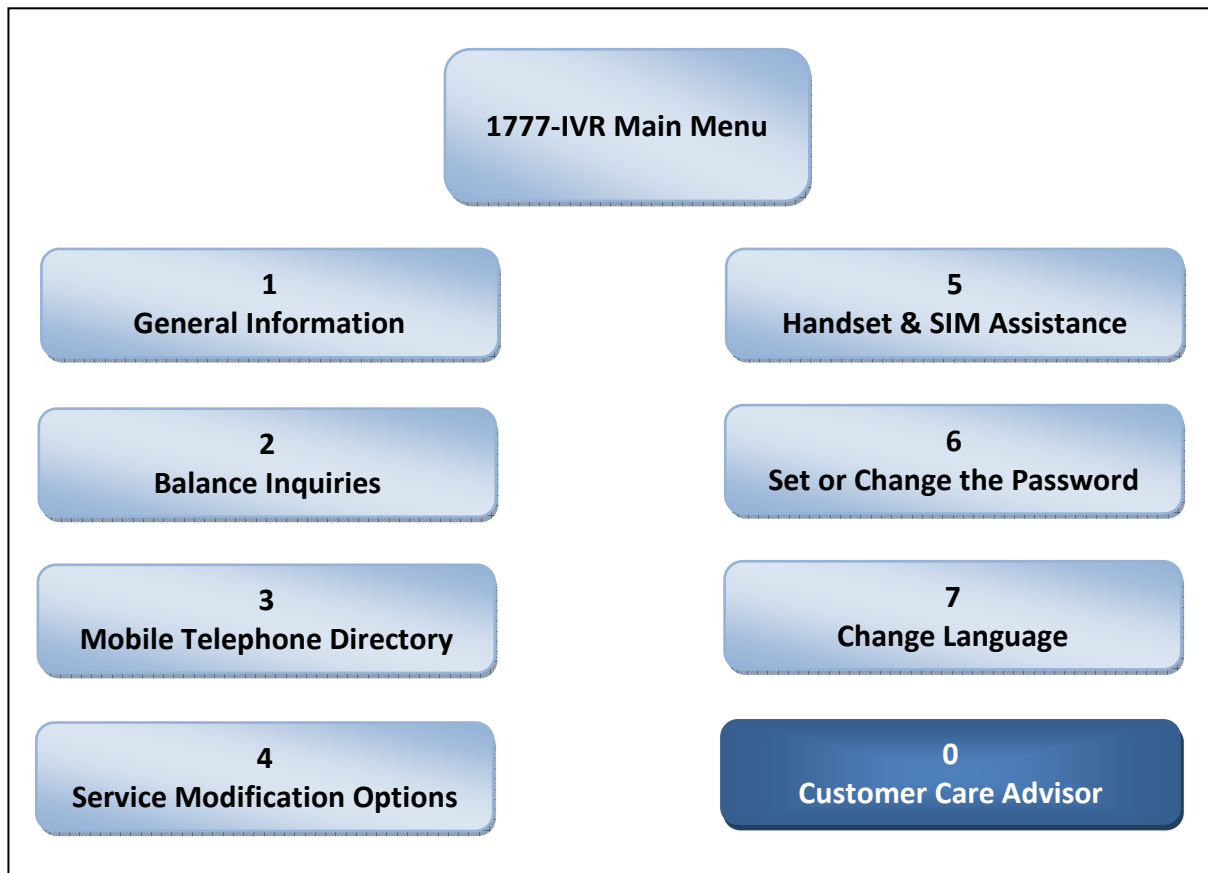 1777-IVR Main Menu
1
General Information
2
Balance Inquiries
3
Mobile Telephone Directory
4
Service Modification Options
5
Handset & SIM Assistance
6
Set or Change the Password
7
Change Language
0
Customer Care Advisor